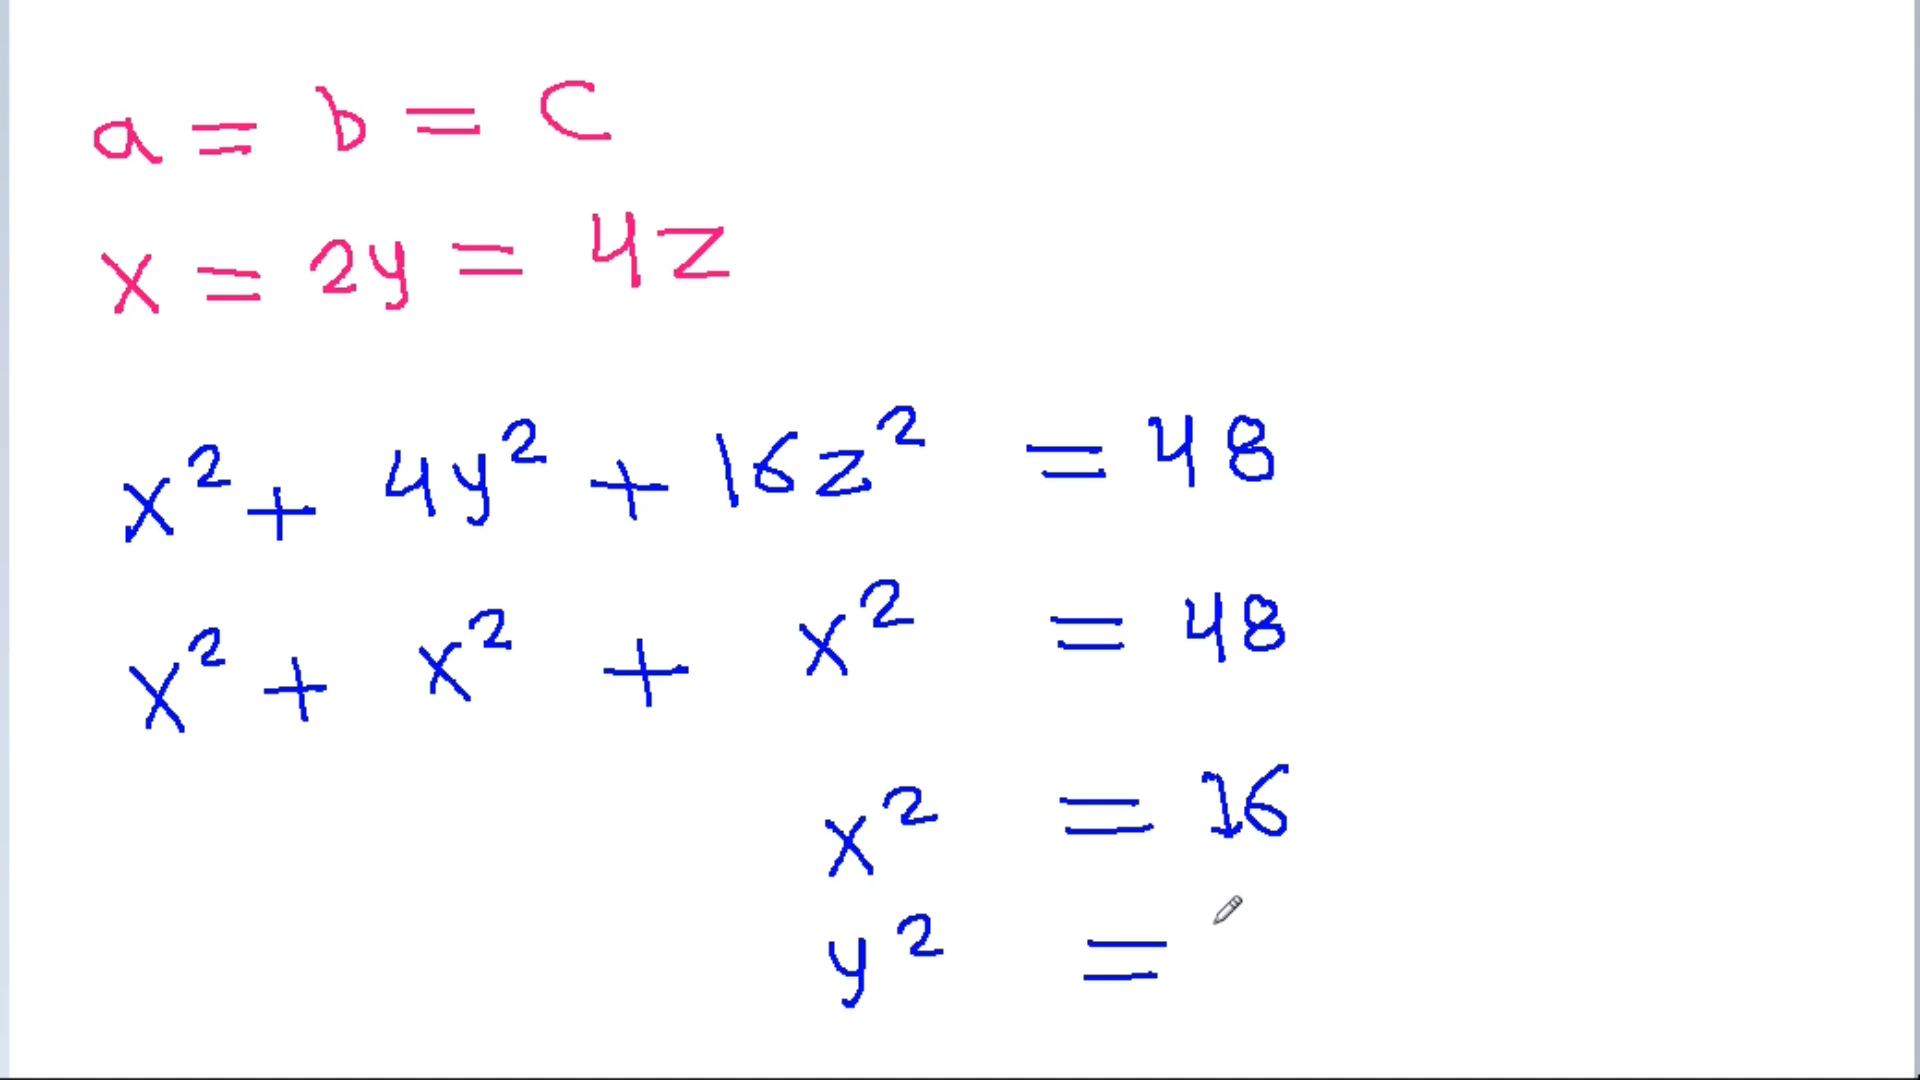 a = b = c
x = 2y = 4z
x² + 4y² + 16z² = 48
x² + x² + x² = 48
x² = 16
y² =